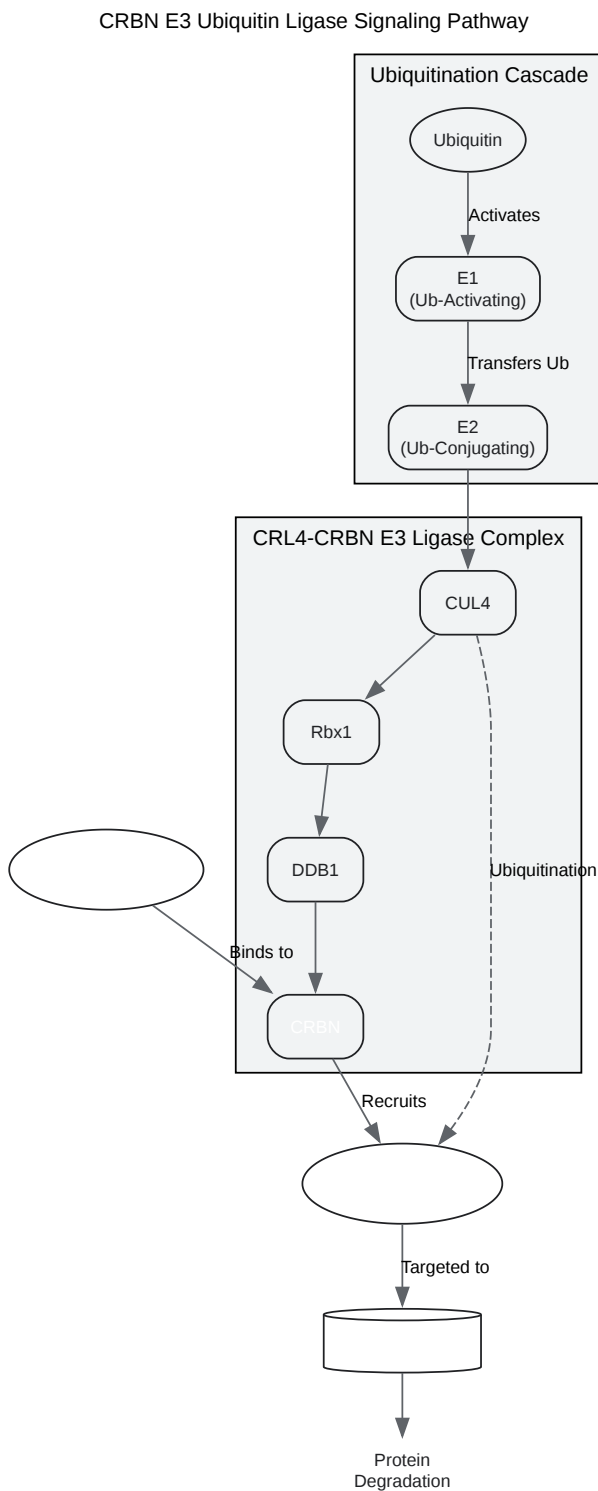 CRBN E3 Ubiquitin Ligase Signaling Pathway
Ubiquitination Cascade
Ubiquitin
Activates
E1
(Ub-Activating)
Transfers Ub
E2
(Ub-Conjugating)
CRL4-CRBN E3 Ligase Complex
CUL4
Rbx1
DDB1
Ubiquitination
Binds to
CRBN
Recruits
Targeted to
Protein
Degradation